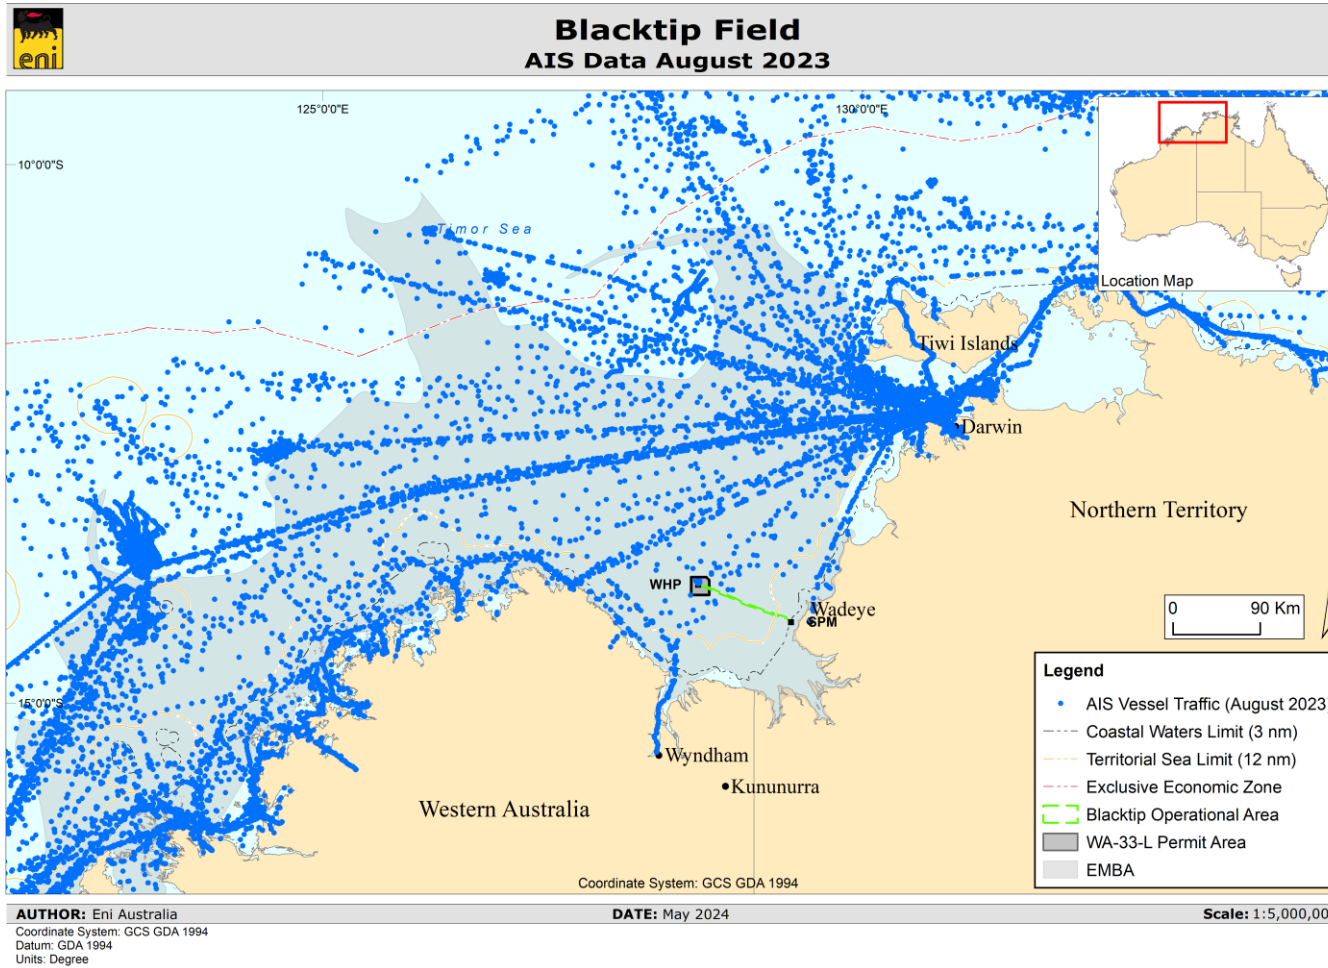 eni
Blacktip Field
AIS Data August 2023
125°0'0"E
130°0'0"E
10°0'0"S
Timor Sea
Location Map
Tiwi Islands
Darwin
Northern Territory
WHP
Wadeye
SPM
0 90 Km
15°0'0"S
Wyndham
Kununurra
Western Australia
Coordinate System: GCS GDA 1994
Legend
AIS Vessel Traffic (August 2023)
Coastal Waters Limit (3 nm)
Territorial Sea Limit (12 nm)
Exclusive Economic Zone
Blacktip Operational Area
WA-33-L Permit Area
EMBA
AUTHOR: Eni Australia
DATE: May 2024
Scale: 1:5,000,00
Coordinate System: GCS GDA 1994
Datum: GDA 1994
Units: Degree